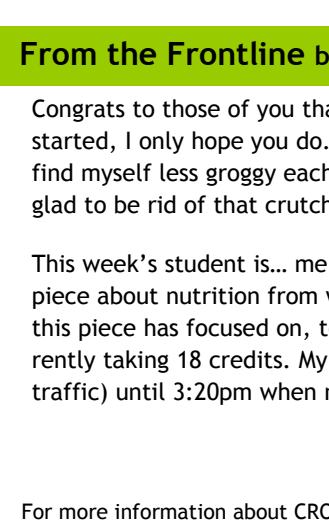 From the Frontline b
Congrats to those of you tha
started, I only hope you do.
find myself less groggy each
glad to be rid of that crutch
This week's student is… me
piece about nutrition from
this piece has focused on, t
rently taking 18 credits. My
traffic) until 3:20pm when
For more information about CRO